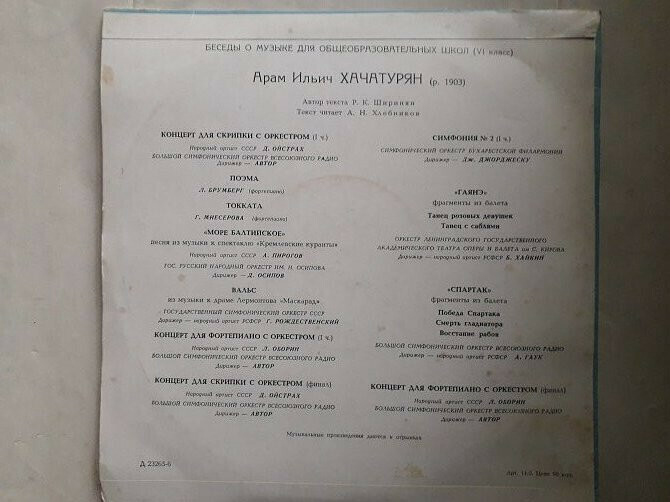 БЕСЕДЫ О МУЗЫКЕ ДЛЯ ОБЩЕОБРАЗОВАТЕЛЬНЫХ ШКОЛ (VI класс)
Арам Ильич ХАЧАТУРЯН (р. 1903)
Автор текста Р. К. Ширинян
Текст читает А. Н. Хлебников
КОНЦЕРТ ДЛЯ СКРИПКИ С ОРКЕСТРОМ (I ч.)
Народный артист СССР Д. ОЙСТРАХ
БОЛЬШОЙ СИМФОНИЧЕСКИЙ ОРКЕСТР ВСЕСОЮЗНОГО РАДИО
Дирижер — АВТОР
ПОЭМА
Л. БРУМБЕРГ (фортепиано)
ТОККАТА
Г. МНЕСЕРОВА (фортепиано)
«МОРЕ БАЛТИЙСКОЕ»
песня из музыки к спектаклю «Кремлевские куранты»
Народный артист СССР А. ПИРОГОВ
ГОС. РУССКИЙ НАРОДНЫЙ ОРКЕСТР ИМ. Н. ОСИПОВА
Дирижер — Д. ОСИПОВ
ВАЛЬС
из музыки к драме Лермонтова «Маскарад»
ГОСУДАРСТВЕННЫЙ СИМФОНИЧЕСКИЙ ОРКЕСТР СССР
Дирижер — народный артист РСФСР Г. РОЖДЕСТВЕНСКИЙ
КОНЦЕРТ ДЛЯ ФОРТЕПИАНО С ОРКЕСТРОМ (I ч.)
Народный артист СССР Л. ОБОРИН
БОЛЬШОЙ СИМФОНИЧЕСКИЙ ОРКЕСТР ВСЕСОЮЗНОГО РАДИО
Дирижер — АВТОР
КОНЦЕРТ ДЛЯ СКРИПКИ С ОРКЕСТРОМ (финал)
Народный артист СССР Д. ОЙСТРАХ
БОЛЬШОЙ СИМФОНИЧЕСКИЙ ОРКЕСТР ВСЕСОЮЗНОГО РАДИО
Дирижер — АВТОР
СИМФОНИЯ № 2 (I ч.)
СИМФОНИЧЕСКИЙ ОРКЕСТР БУХАРЕСТСКОЙ ФИЛАРМОНИИ
Дирижер — Дж. ДЖОРДЖЕСКУ
«ГАЯНЭ»
фрагменты из балета
Танец розовых девушек
Танец с саблями
ОРКЕСТР ЛЕНИНГРАДСКОГО ГОСУДАРСТВЕННОГО
АКАДЕМИЧЕСКОГО ТЕАТРА ОПЕРЫ И БАЛЕТА им. С. КИРОВА
Дирижер — народный артист РСФСР Б. ХАЙКИН
«СПАРТАК»
фрагменты из балета
Победа Спартака
Смерть гладиатора
Восстание рабов
БОЛЬШОЙ СИМФОНИЧЕСКИЙ ОРКЕСТР ВСЕСОЮЗНОГО РАДИО
Дирижер — народный артист РСФСР А. ГАУК
КОНЦЕРТ ДЛЯ ФОРТЕПИАНО С ОРКЕСТРОМ (финал)
Народный артист СССР Л. ОБОРИН
БОЛЬШОЙ СИМФОНИЧЕСКИЙ ОРКЕСТР ВСЕСОЮЗНОГО РАДИО
Дирижер — АВТОР
Музыкальные произведения даются в отрывках
Д 23265-6
Арт. Цена 90 коп.